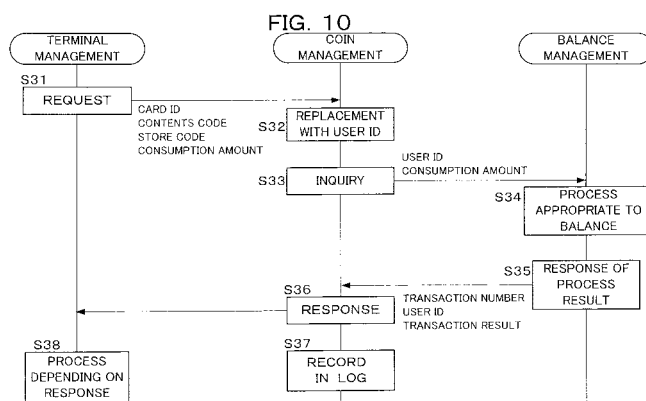 FIG. 10
TERMINAL
MANAGEMENT
COIN
MANAGEMENT
BALANCE
MANAGEMENT
S31
REQUEST
CARD ID
CONTENTS CODE
STORE CODE
CONSUMPTION AMOUNT
S32
REPLACEMENT
WITH USER ID
S33
INQUIRY
USER ID
CONSUMPTION AMOUNT
S34
PROCESS
APPROPRIATE TO
BALANCE
S35
RESPONSE OF
PROCESS
RESULT
S36
RESPONSE
TRANSACTION NUMBER
USER ID
TRANSACTION RESULT
S37
RECORD
IN LOG
S38
PROCESS
DEPENDING ON
RESPONSE